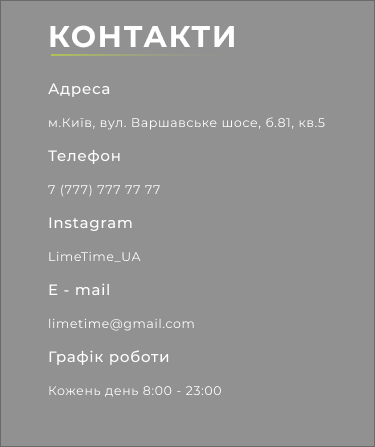 КОНТАКТИ
Адреса
м.Київ, вул. Варшавське шосе, б.81, кв.5
Телефон
7 (777) 777 77 77
Instagram
LimeTime_UA
E - mail
limetime@gmail.com
Графік роботи
Кожень день 8:00 - 23:00